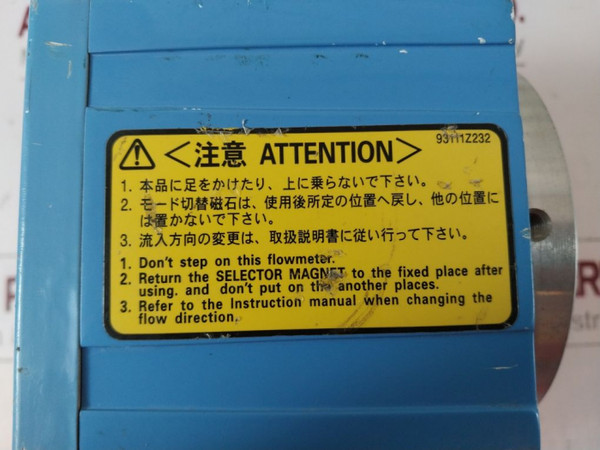 93H1Z232
⚠＜注意 ATTENTION＞
1. 本品に足をかけたり、上に乗らないで下さい。
2. モード切替磁石は、使用後所定の位置へ戻し、他の位置に
は置かないで下さい。
3. 流入方向の変更は、取扱説明書に従い行って下さい。
1. Don't step on this flowmeter.
2. Return the SELECTOR MAGNET to the fixed place after
using. and don't put on the another places.
3. Refer to the Instruction manual when changing the
flow direction.